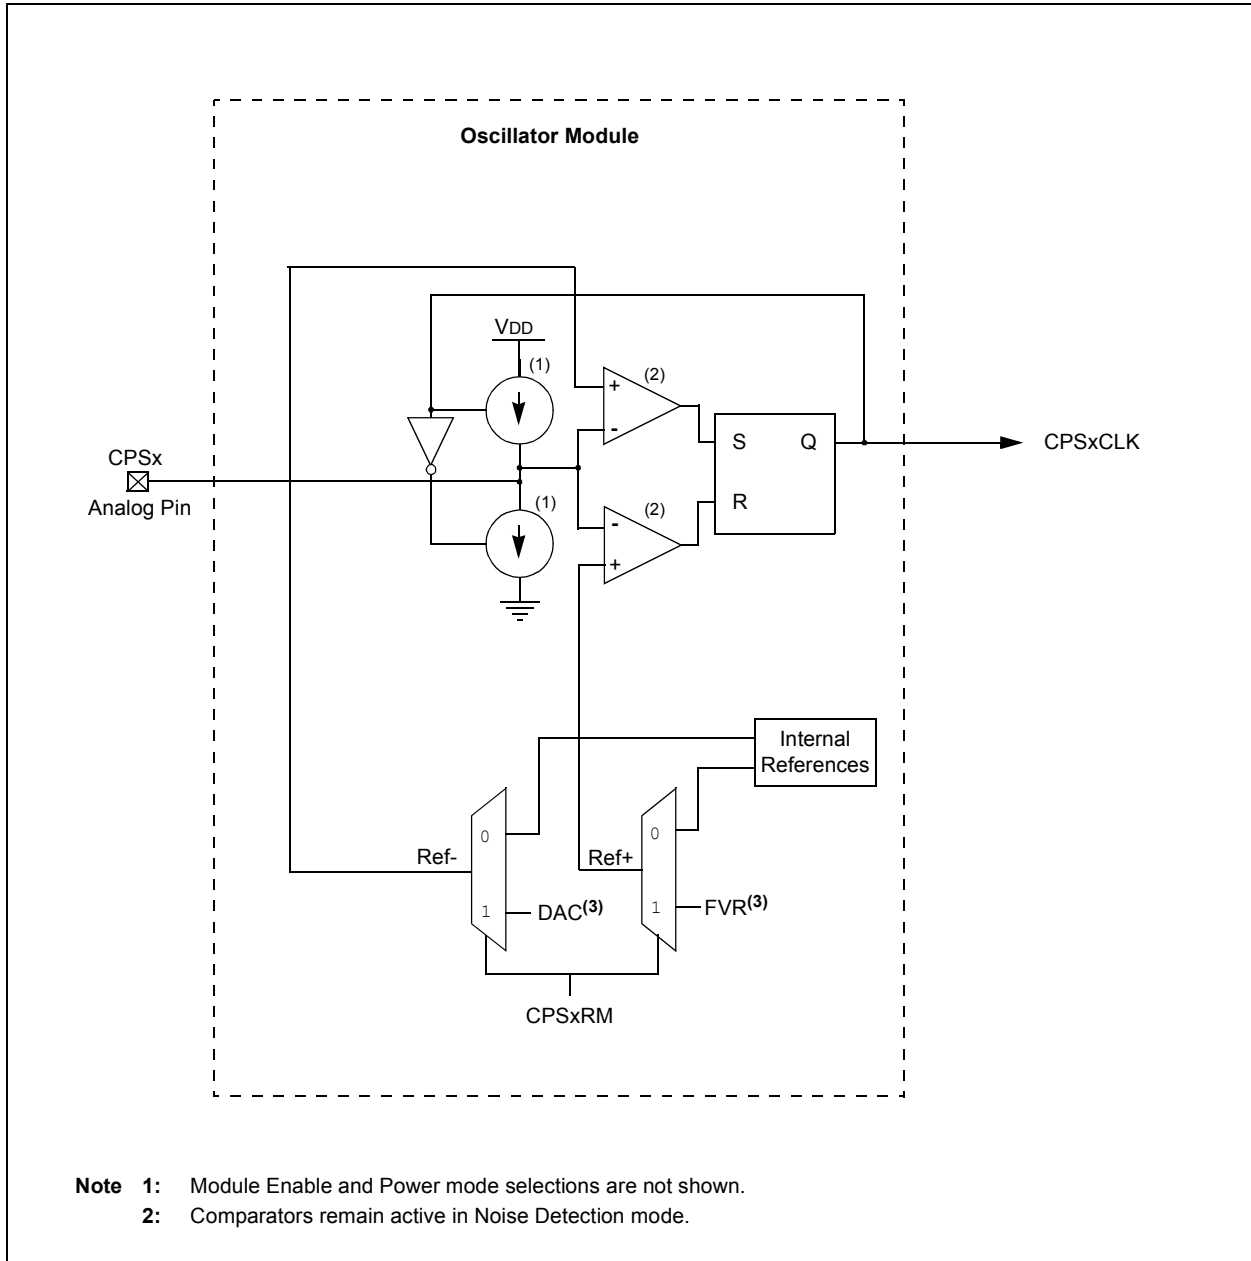 Oscillator Module
VDD
(1)
(2)
+
-
S Q
CPSxCLK
CPSx
Analog Pin
(1)
(2)
R
-
+
Internal
References
0
0
Ref-
Ref+
1
DAC(3)
1
FVR(3)
CPSxRM
Note 1: Module Enable and Power mode selections are not shown.
2: Comparators remain active in Noise Detection mode.